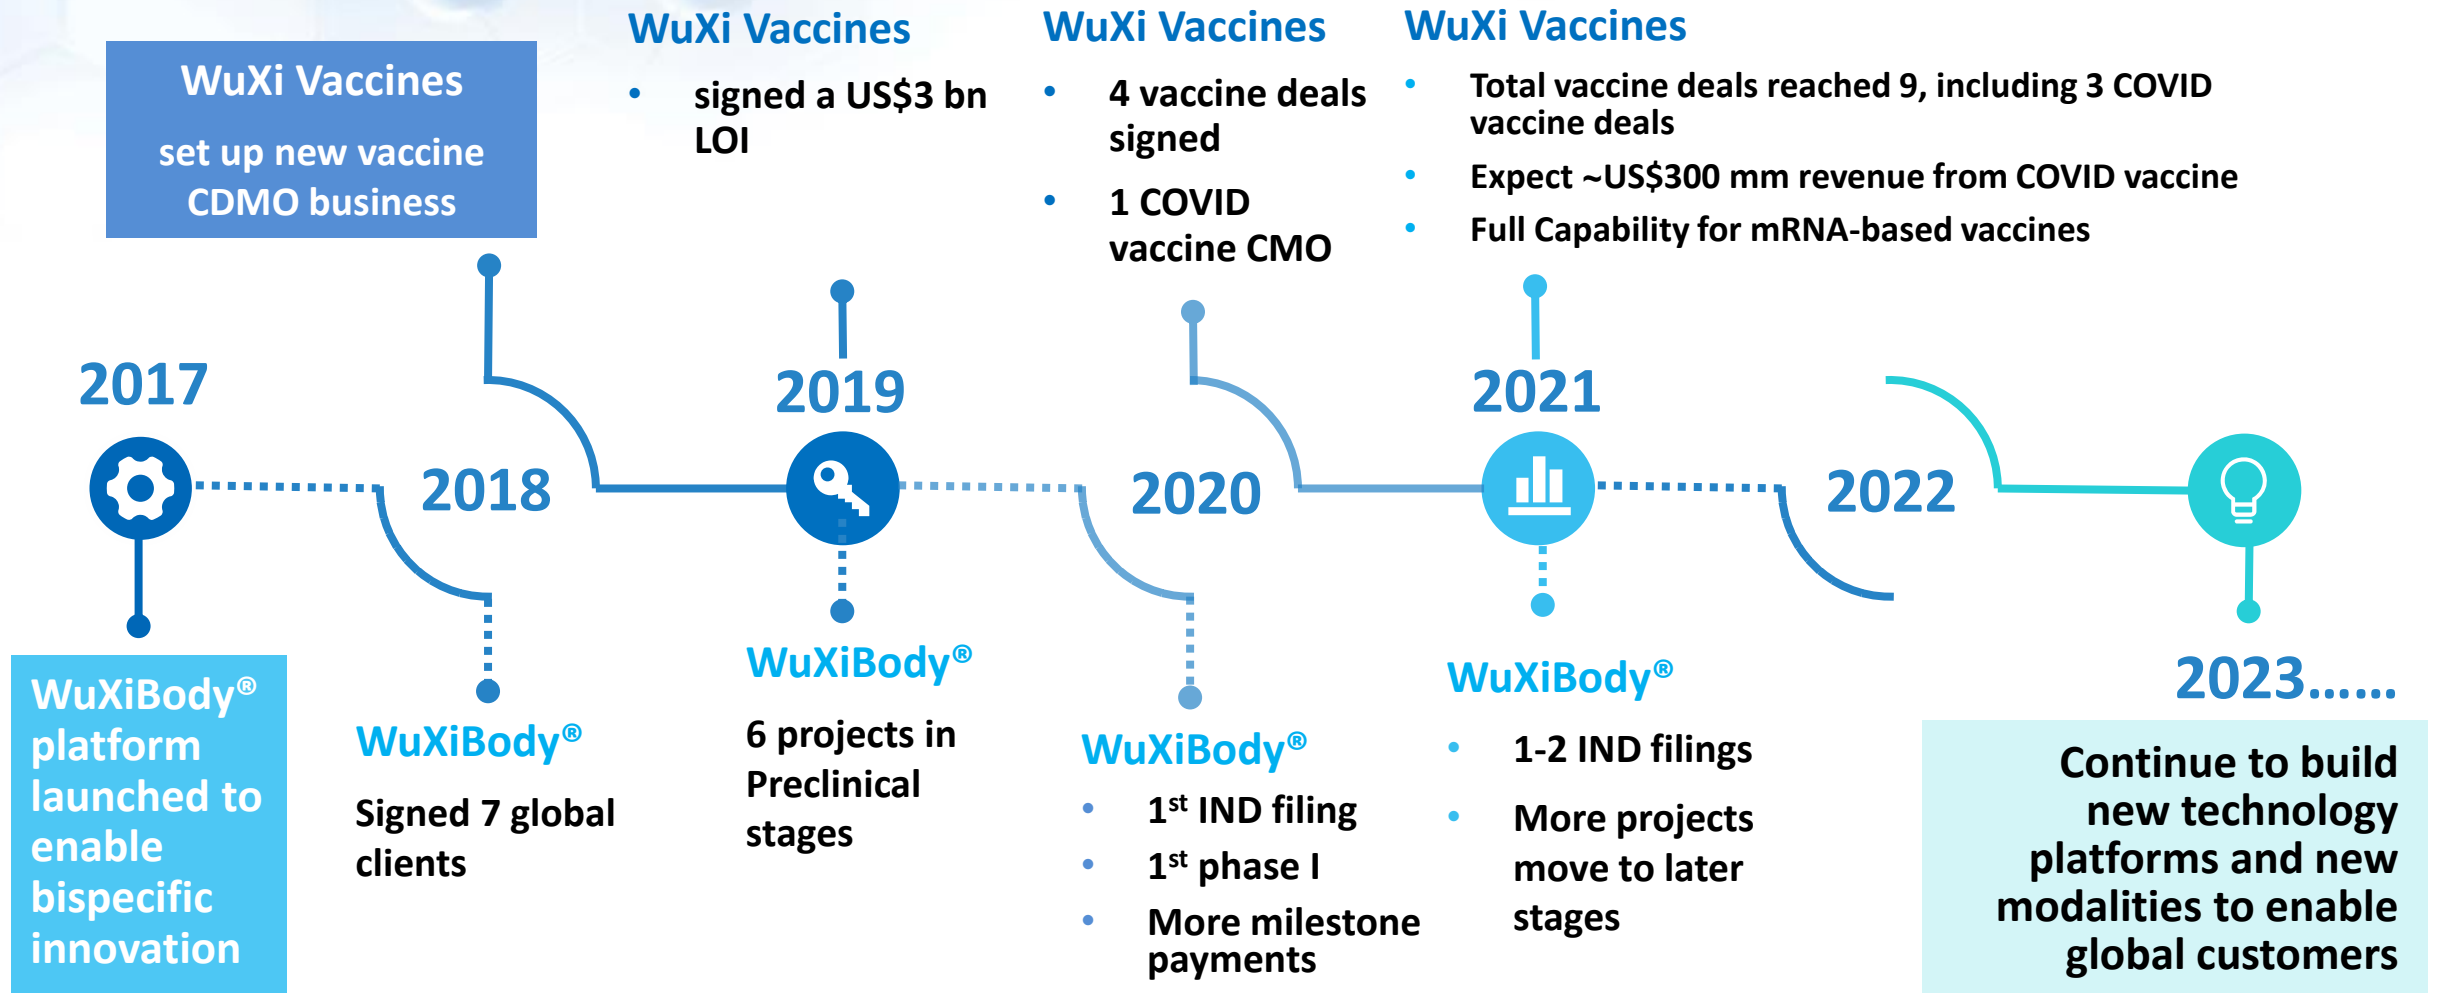 WuXi Vaccines
set up new vaccine
CDMO business
WuXi Vaccines
• signed a US$3 bn
LOI
WuXi Vaccines
• 4 vaccine deals
signed
• 1 COVID
vaccine CMO
WuXi Vaccines
• Total vaccine deals reached 9, including 3 COVID
vaccine deals
• Expect ~US$300 mm revenue from COVID vaccine
• Full Capability for mRNA-based vaccines
2017
2018
2019
2020
2021
2022
2023......
WuXiBody®
platform
launched to
enable
bispecific
innovation
WuXiBody®
Signed 7 global
clients
WuXiBody®
6 projects in
Preclinical
stages
WuXiBody®
• 1st IND filing
• 1st phase I
• More milestone
payments
WuXiBody®
• 1-2 IND filings
• More projects
move to later
stages
Continue to build
new technology
platforms and new
modalities to enable
global customers